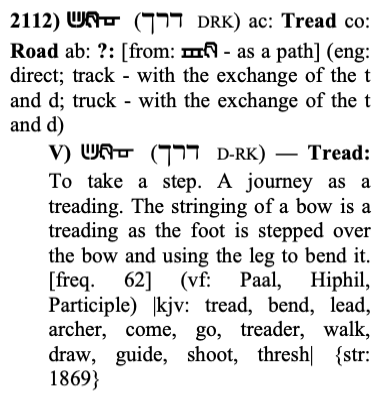 2112) (דרך DRK) ac: Tread co:
Road ab: ?: [from: - as a path] (eng:
direct; track - with the exchange of the t
and d; truck - with the exchange of the t
and d)
V) (דרך D-RK) — Tread:
To take a step. A journey as a
treading. The stringing of a bow is a
treading as the foot is stepped over
the bow and using the leg to bend it.
[freq. 62] (vf: Paal, Hiphil,
Participle) |kjv: tread, bend, lead,
archer, come, go, treader, walk,
draw, guide, shoot, thresh| {str:
1869}